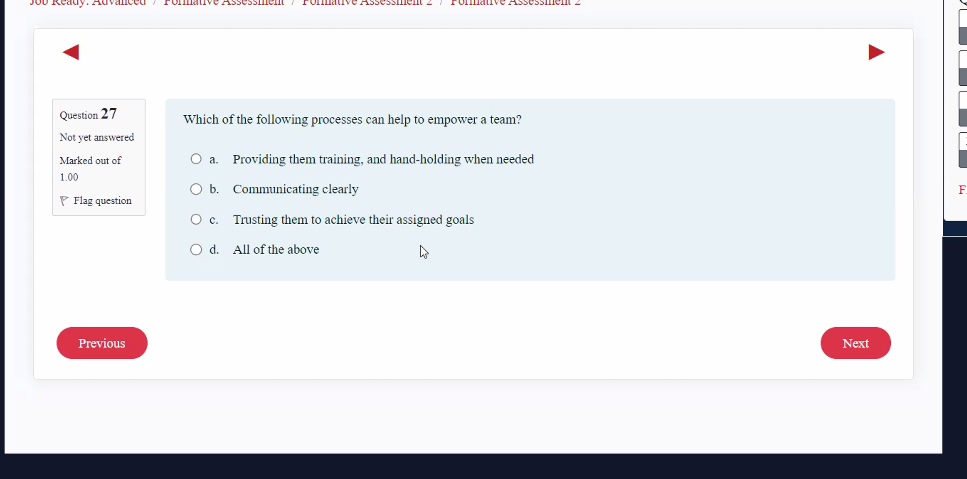 Job Ready: Advanced / Formative Assessment / Formative Assessment 2 / Formative Assessment 2
Question 27
Not yet answered
Marked out of
1.00
Flag question
Which of the following processes can help to empower a team?
a. Providing them training, and hand-holding when needed
b. Communicating clearly
c. Trusting them to achieve their assigned goals
d. All of the above
Previous
Next